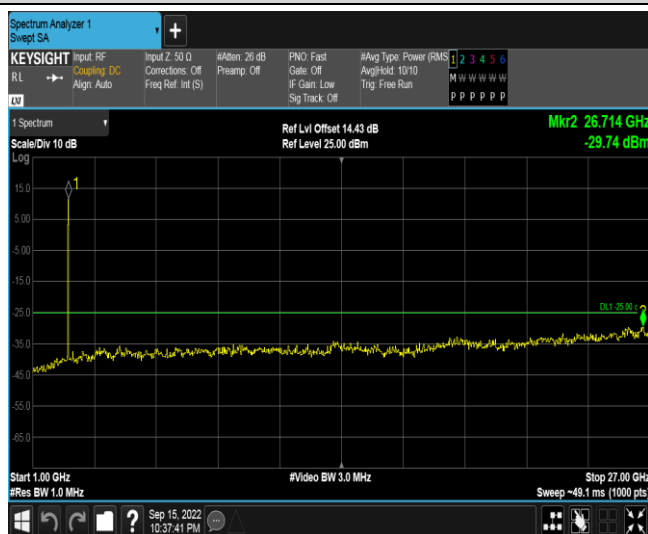 Spectrum Analyzer 1
Swept SA
KEYSIGHT
RL
LXI
Input: RF
Coupling: DC
Align: Auto
Input Z: 50 Ω
Corrections: Off
Freq Ref: Int (S)
#Atten: 26 dB
Preamp: Off
PNO: Fast
Gate: Off
IF Gain: Low
Sig Track: Off
#Avg Type: Power (RMS
Avg|Hold: 10/10
Trig: Free Run
1 2 3 4 5 6
M W W W W W
P P P P P P
1 Spectrum
Scale/Div 10 dB
Log
Ref Lvl Offset 14.43 dB
Ref Level 25.00 dBm
Mkr2 26.714 GHz
-29.74 dBm
1
15.0
5.00
-5.00
-15.0
-25.0
DL1 -25.00
-35.0
-45.0
-55.0
-65.0
Start 1.00 GHz
#Video BW 3.0 MHz
Stop 27.00 GHz
#Res BW 1.0 MHz
Sweep ~49.1 ms (1000 pts)
?
Sep 15, 2022
10:37:41 PM